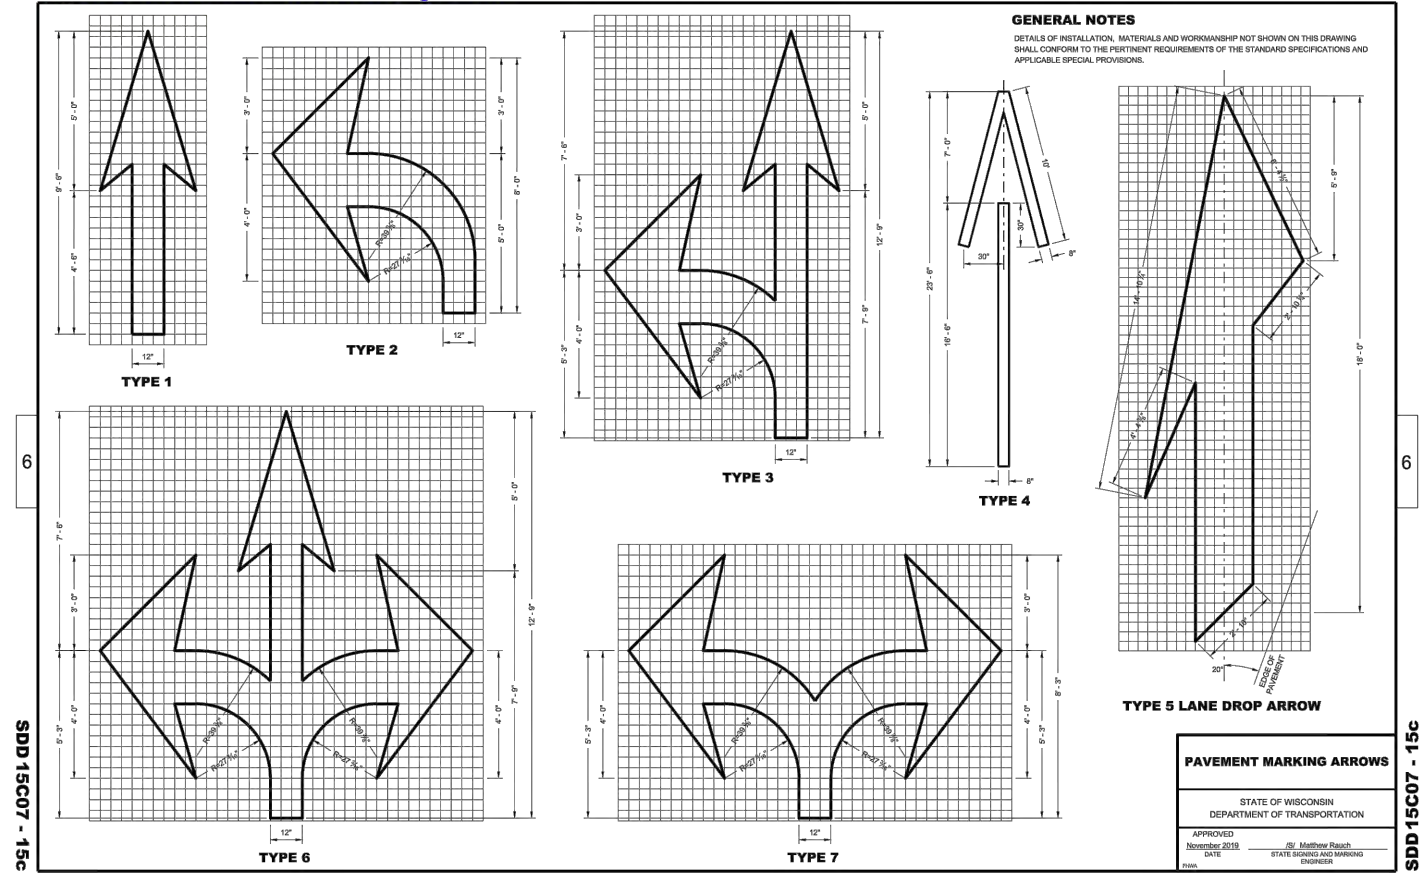 GENERAL NOTES
DETAILS OF INSTALLATION, MATERIALS AND WORKMANSHIP NOT SHOWN ON THIS DRAWING
SHALL CONFORM TO THE PERTINENT REQUIREMENTS OF THE STANDARD SPECIFICATIONS AND
APPLICABLE SPECIAL PROVISIONS.
9' - 6"
5' - 0"
4' - 6"
12"
TYPE 1
3' - 0"
4' - 0"
3' - 0"
5' - 0"
8' - 0"
12"
TYPE 2
7' - 6"
3' - 0"
5' - 3"
4' - 0"
5' - 0"
7' - 9"
12' - 9"
12"
TYPE 3
23' - 6"
7' - 0"
16' - 6"
10'
30"
30"
8"
8"
TYPE 4
5' - 9"
18' - 0"
2' - 10"
20°
EDGE OF
PAVEMENT
TYPE 5 LANE DROP ARROW
7' - 6"
3' - 0"
5' - 3"
4' - 0"
5' - 0"
12' - 9"
7' - 9"
4' - 0"
12"
TYPE 6
5' - 3"
4' - 0"
3' - 0"
8' - 3"
4' - 0"
5' - 3"
12"
TYPE 7
6
6
SDD 15C07 - 15c
SDD 15C07 - 15c
PAVEMENT MARKING ARROWS
STATE OF WISCONSIN
DEPARTMENT OF TRANSPORTATION
APPROVED
November 2019 /S/ Matthew Rauch
DATE STATE SIGNING AND MARKING
ENGINEER
FHWA